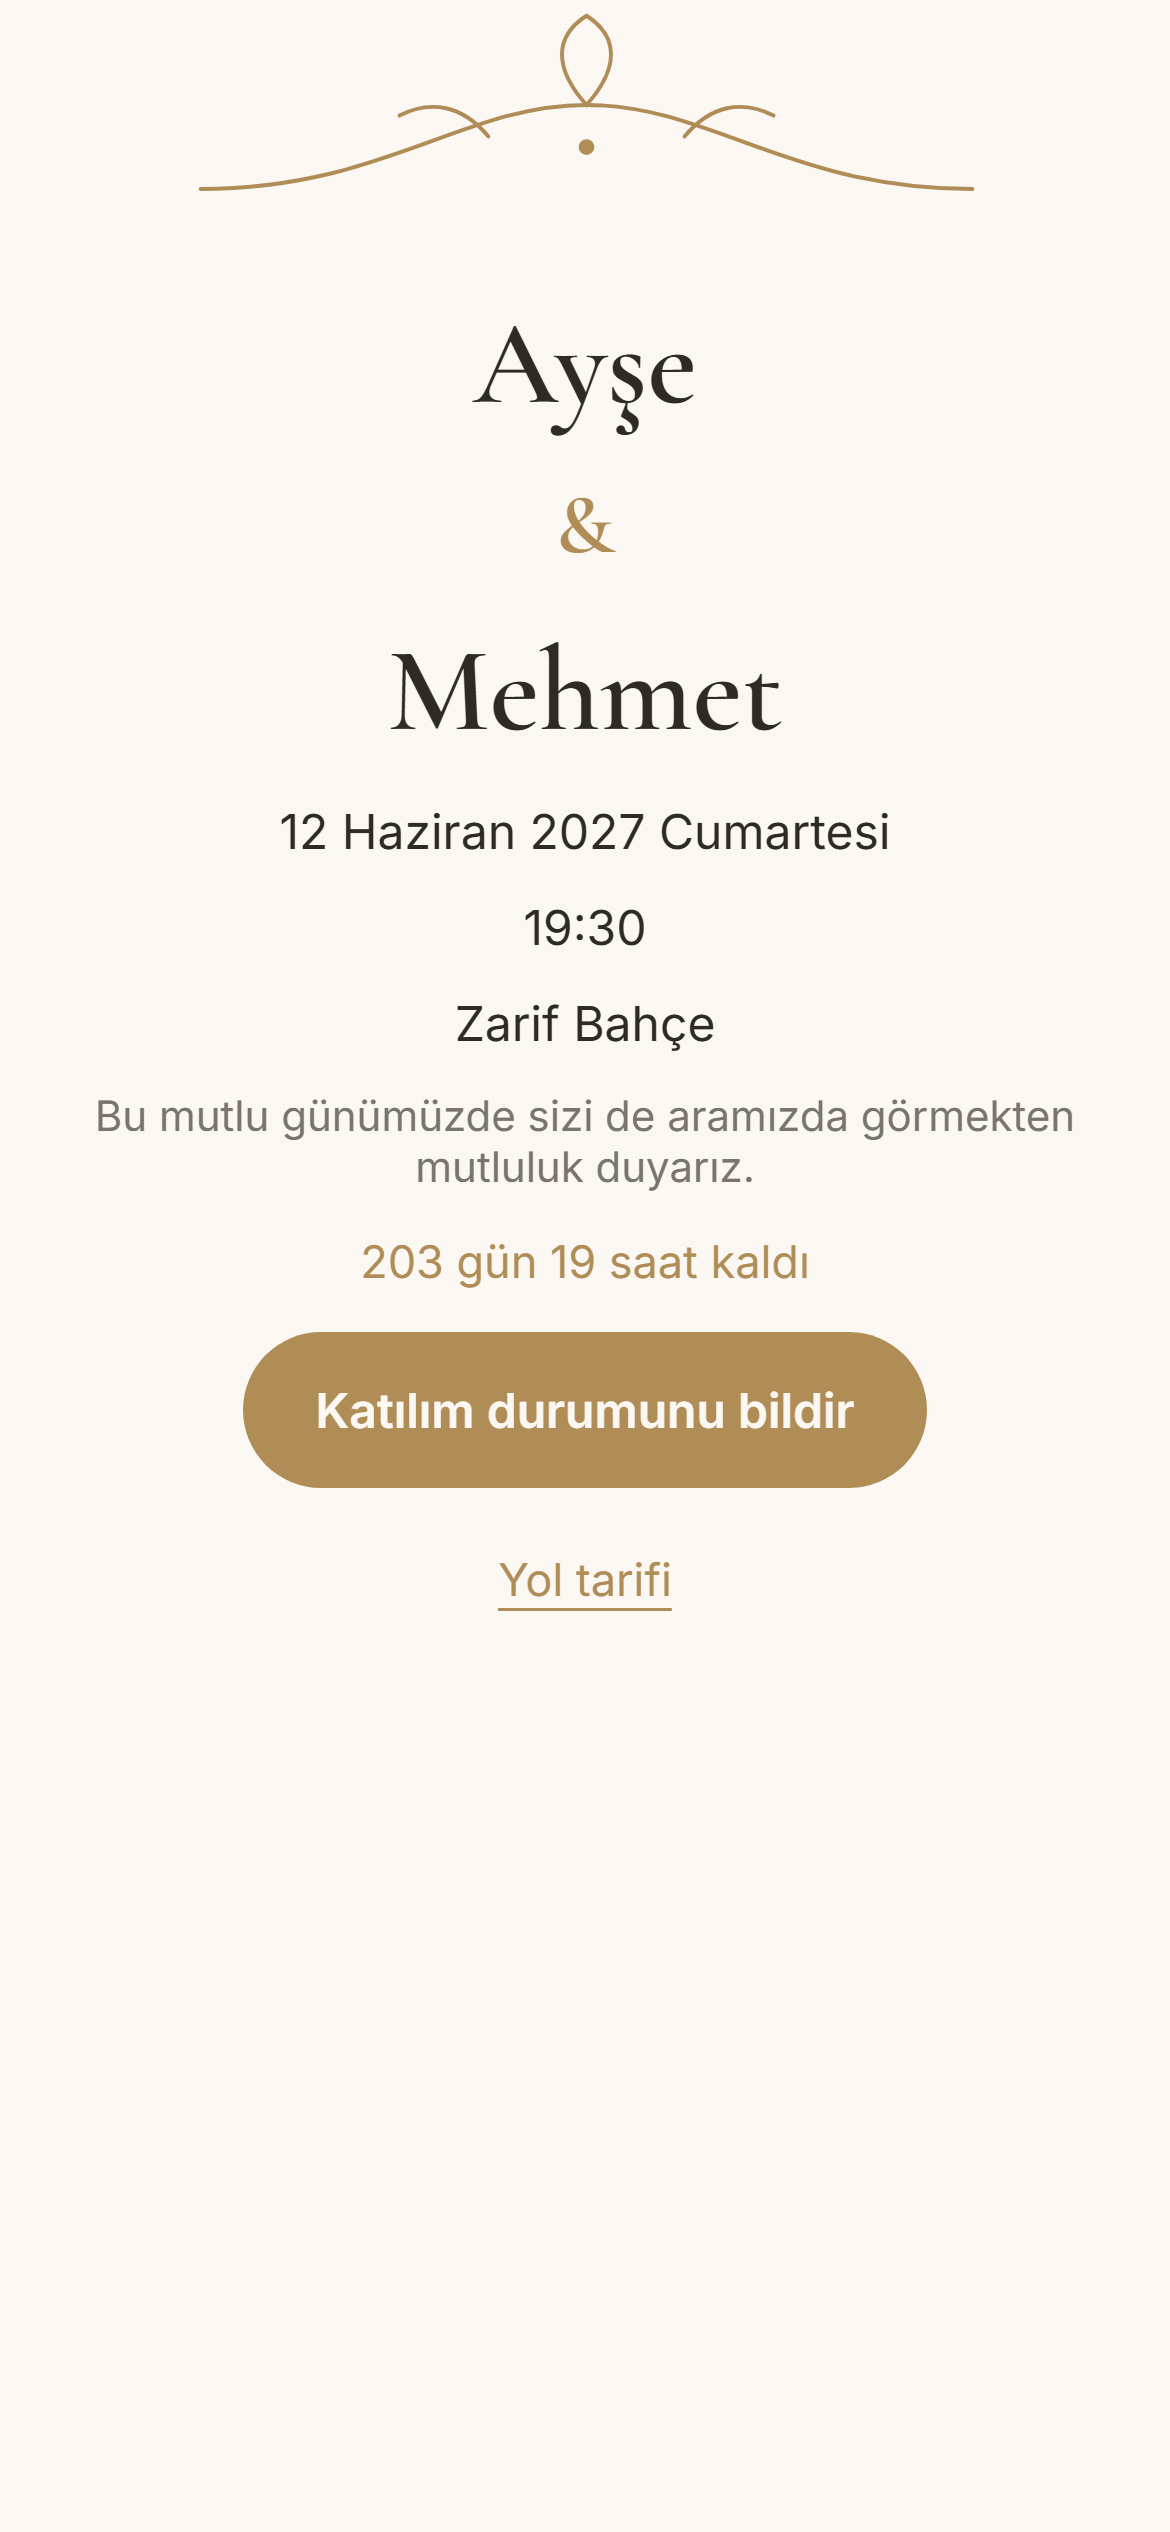 Ayşe
&
Mehmet
12 Haziran 2027 Cumartesi
19:30
Zarif Bahçe
Bu mutlu günümüzde sizi de aramızda görmekten
mutluluk duyarız.
203 gün 19 saat kaldı
Katılım durumunu bildir
Yol tarifi